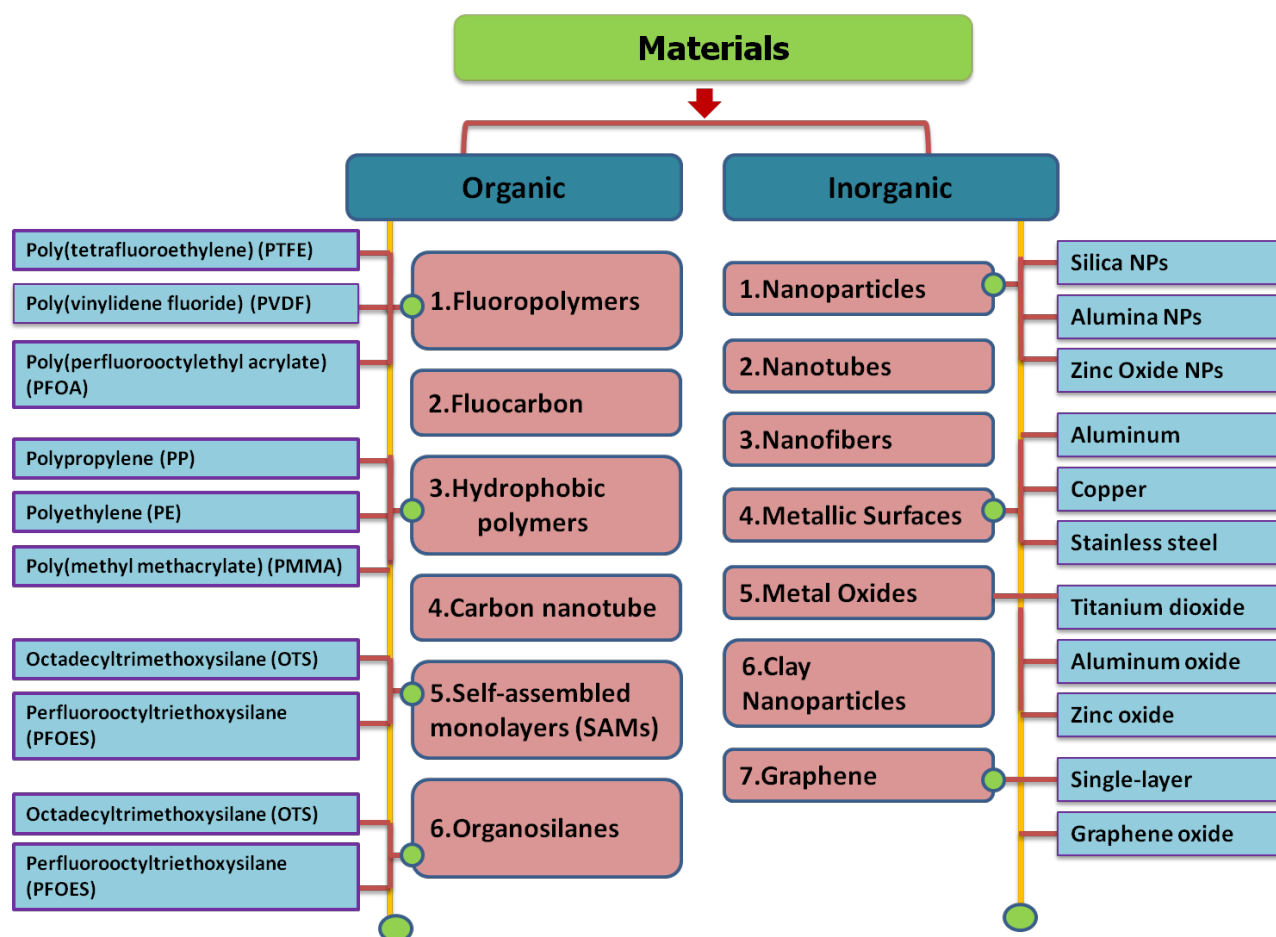 Materials
Organic
Inorganic
Poly(tetrafluoroethylene) (PTFE)
Poly(vinylidene fluoride) (PVDF)
Poly(perfluorooctylethyl acrylate)
(PFOA)
Polypropylene (PP)
Polyethylene (PE)
Poly(methyl methacrylate) (PMMA)
Octadecyltrimethoxysilane (OTS)
Perfluorooctyltriethoxysilane
(PFOES)
Octadecyltrimethoxysilane (OTS)
Perfluorooctyltriethoxysilane
(PFOES)
1.Fluoropolymers
2.Fluocarbon
3.Hydrophobic
polymers
4.Carbon nanotube
5.Self-assembled
monolayers (SAMs)
6.Organosilanes
1.Nanoparticles
2.Nanotubes
3.Nanofibers
4.Metallic Surfaces
5.Metal Oxides
6.Clay
Nanoparticles
7.Graphene
Silica NPs
Alumina NPs
Zinc Oxide NPs
Aluminum
Copper
Stainless steel
Titanium dioxide
Aluminum oxide
Zinc oxide
Single-layer
Graphene oxide